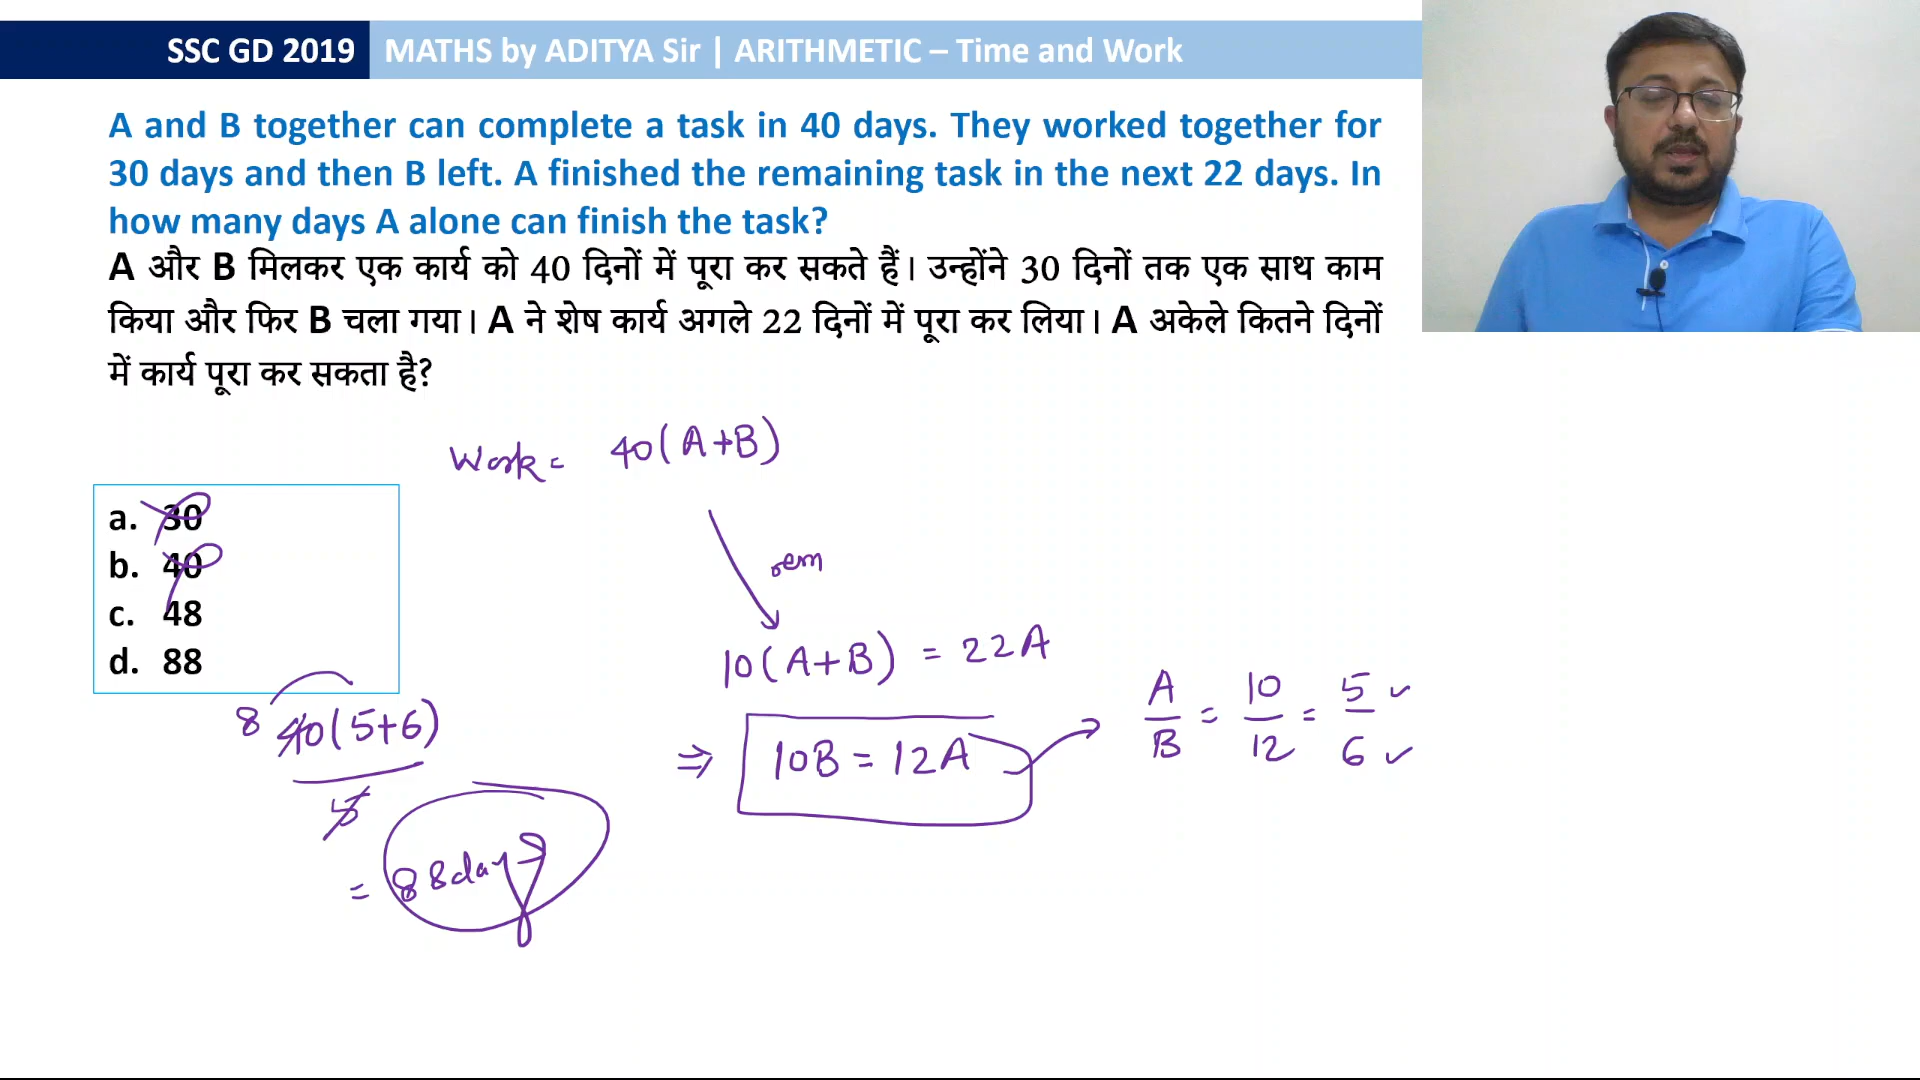 SSC GD 2019 MATHS by ADITYA Sir | ARITHMETIC – Time and Work
A and B together can complete a task in 40 days. They worked together for
30 days and then B left. A finished the remaining task in the next 22 days. In
how many days A alone can finish the task?
A और B मिलकर एक कार्य को 40 दिनों में पूरा कर सकते हैं। उन्होंने 30 दिनों तक एक साथ काम
किया और फिर B चला गया। A ने शेष कार्य अगले 22 दिनों में पूरा कर लिया। A अकेले कितने दिनों
में कार्य पूरा कर सकता है?
Work = 40(A+B)
a. 30
b. 40
c. 48
d. 88
rem
10(A+B) = 22A
⇒ 10B = 12A
A/B = 10/12 = 5/6
8 40(5+6)
5
= 88 days